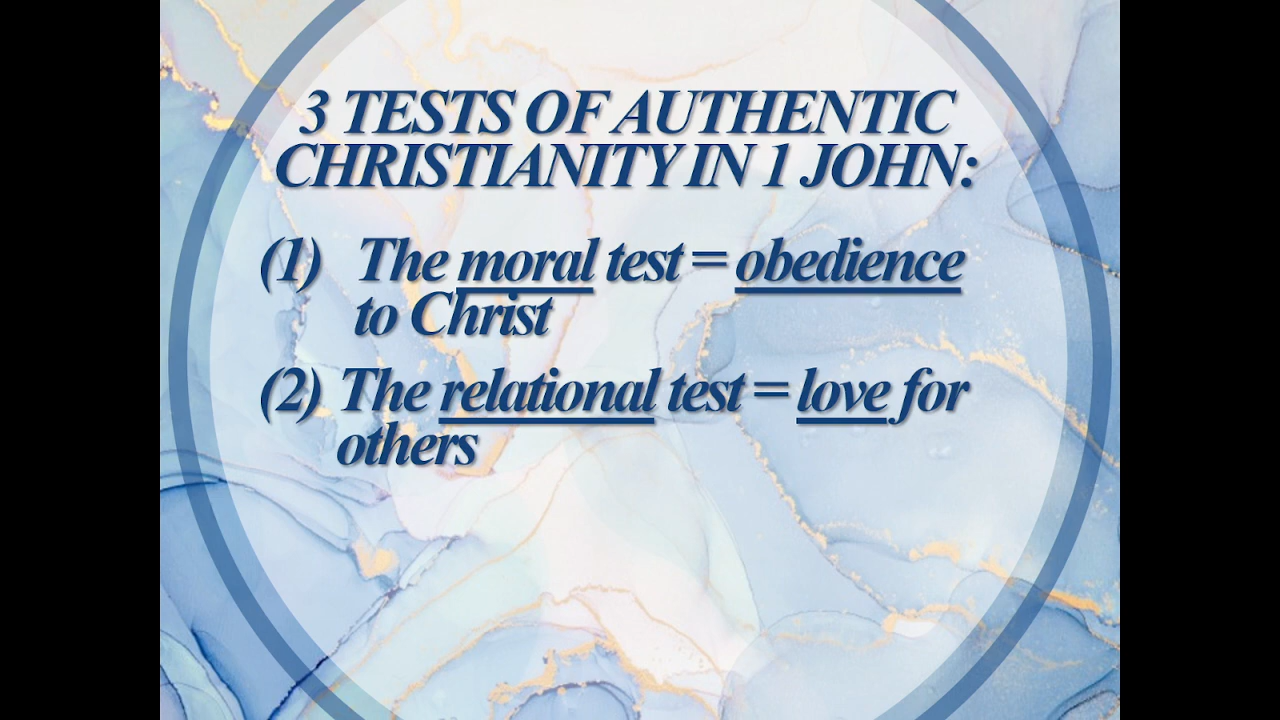 3 TESTS OF AUTHENTIC
CHRISTIANITY IN 1 JOHN:
(1) The moral test = obedience
to Christ
(2) The relational test = love for
others